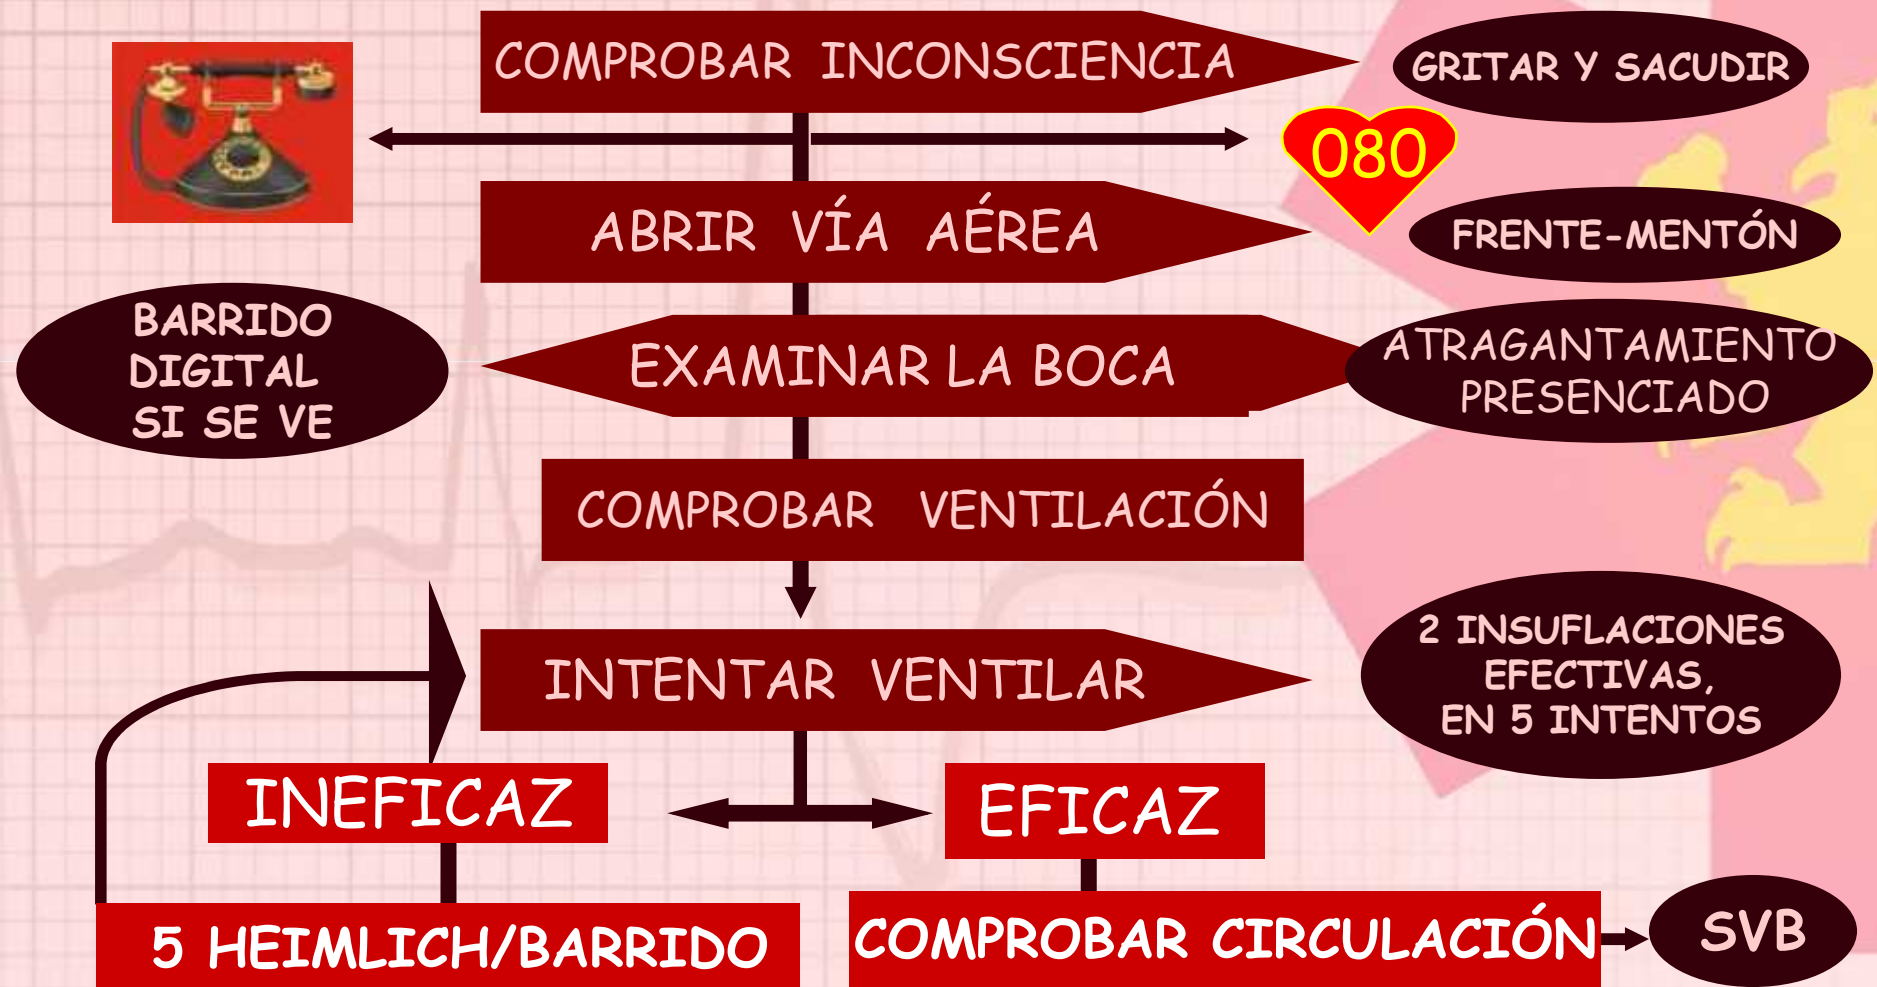 COMPROBAR INCONSCIENCIA
GRITAR Y SACUDIR
080
ABRIR VÍA AÉREA
FRENTE-MENTÓN
BARRIDO
DIGITAL
SI SE VE
EXAMINAR LA BOCA
ATRAGANTAMIENTO
PRESENCIADO
COMPROBAR VENTILACIÓN
INTENTAR VENTILAR
2 INSUFLACIONES
EFECTIVAS,
EN 5 INTENTOS
INEFICAZ
EFICAZ
5 HEIMLICH/BARRIDO
COMPROBAR CIRCULACIÓN
SVB